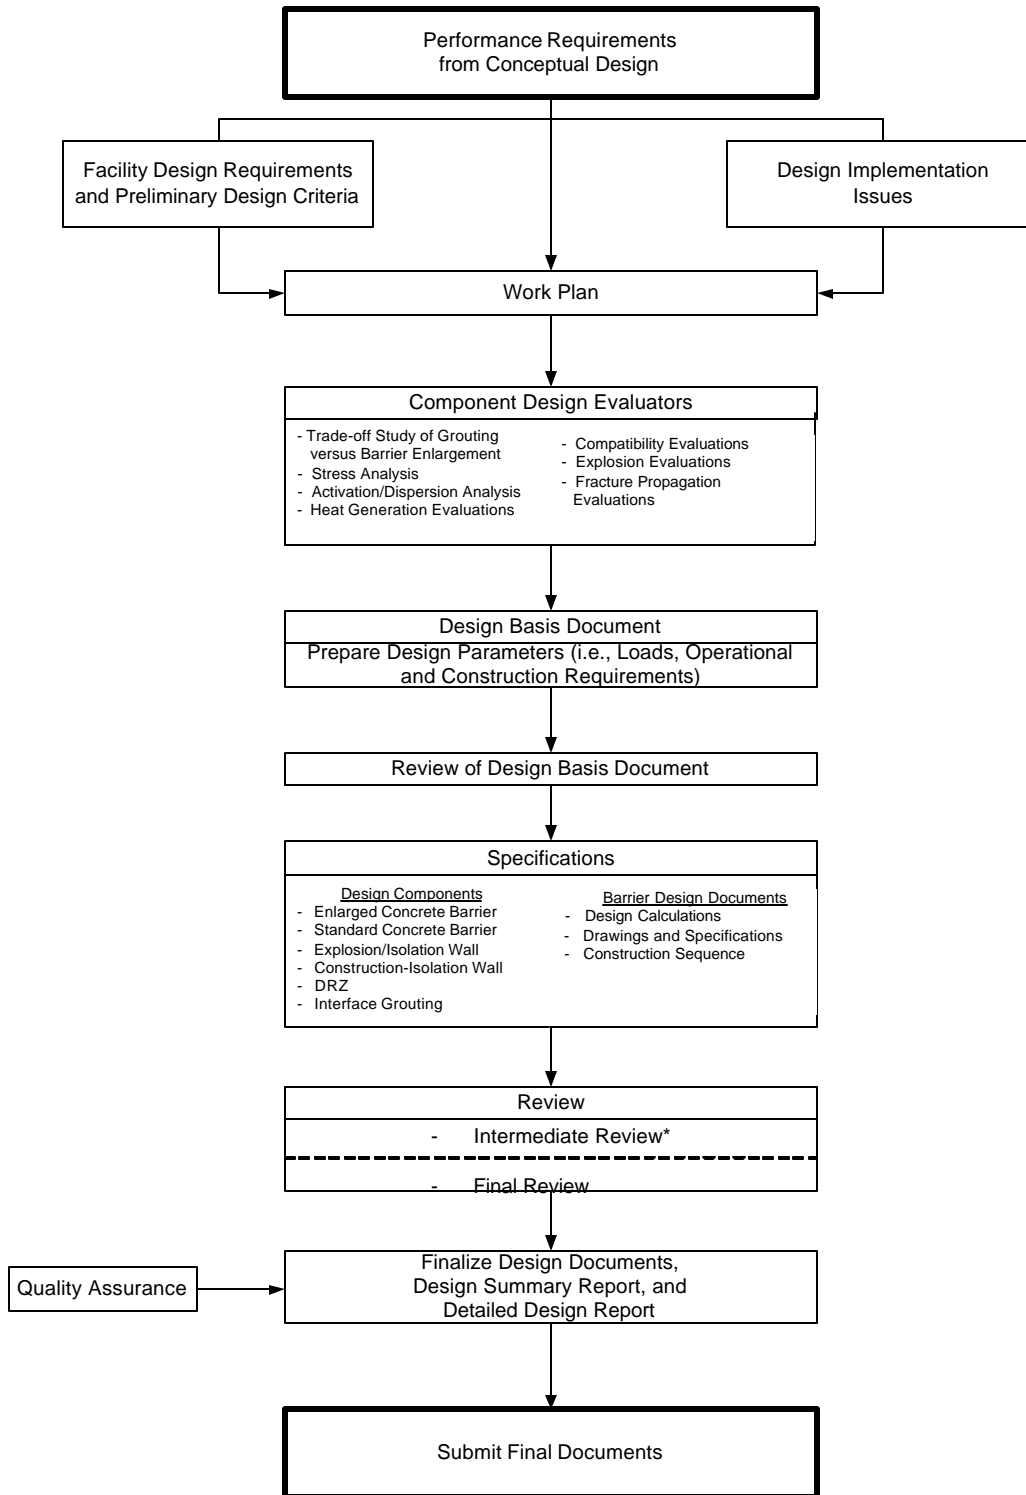 Performance Requirements
from Conceptual Design
Facility Design Requirements
and Preliminary Design Criteria
Design Implementation
Issues
Work Plan
Component Design Evaluators
- Trade-off Study of Grouting
versus Barrier Enlargement
- Stress Analysis
- Activation/Dispersion Analysis
- Heat Generation Evaluations
- Compatibility Evaluations
- Explosion Evaluations
- Fracture Propagation
Evaluations
Design Basis Document
Prepare Design Parameters (i.e., Loads, Operational
and Construction Requirements)
Review of Design Basis Document
Specifications
Design Components
- Enlarged Concrete Barrier
- Standard Concrete Barrier
- Explosion/Isolation Wall
- Construction-Isolation Wall
- DRZ
- Interface Grouting
Barrier Design Documents
- Design Calculations
- Drawings and Specifications
- Construction Sequence
Review
- Intermediate Review*
- Final Review
Quality Assurance
Finalize Design Documents,
Design Summary Report, and
Detailed Design Report
Submit Final Documents